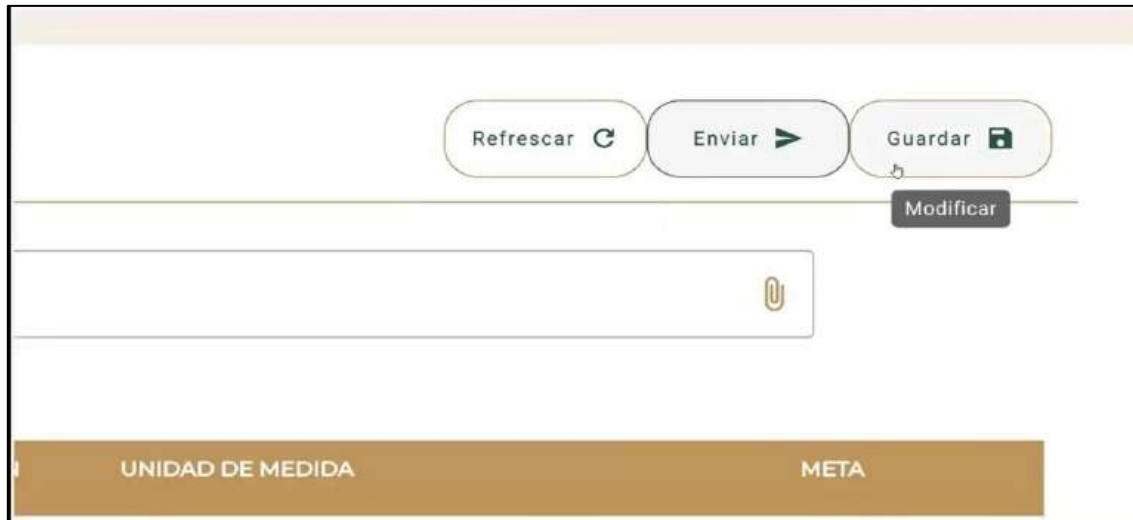 Refrescar
Enviar
Guardar
Modificar
UNIDAD DE MEDIDA
META